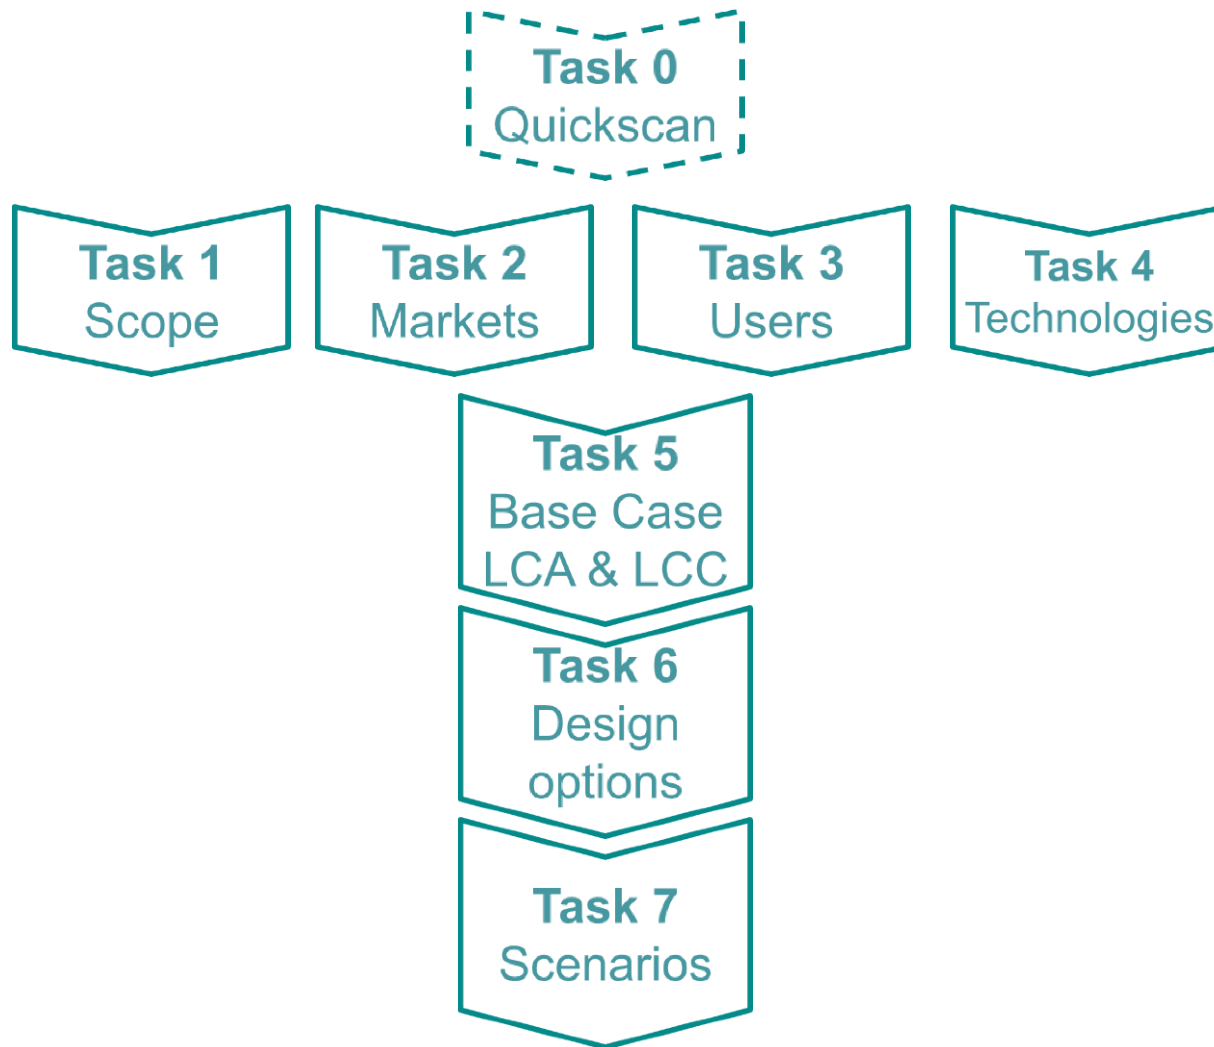 Task 0
Quickscan
Task 1
Scope
Task 2
Markets
Task 3
Users
Task 4
Technologies
Task 5
Base Case
LCA & LCC
Task 6
Design
options
Task 7
Scenarios